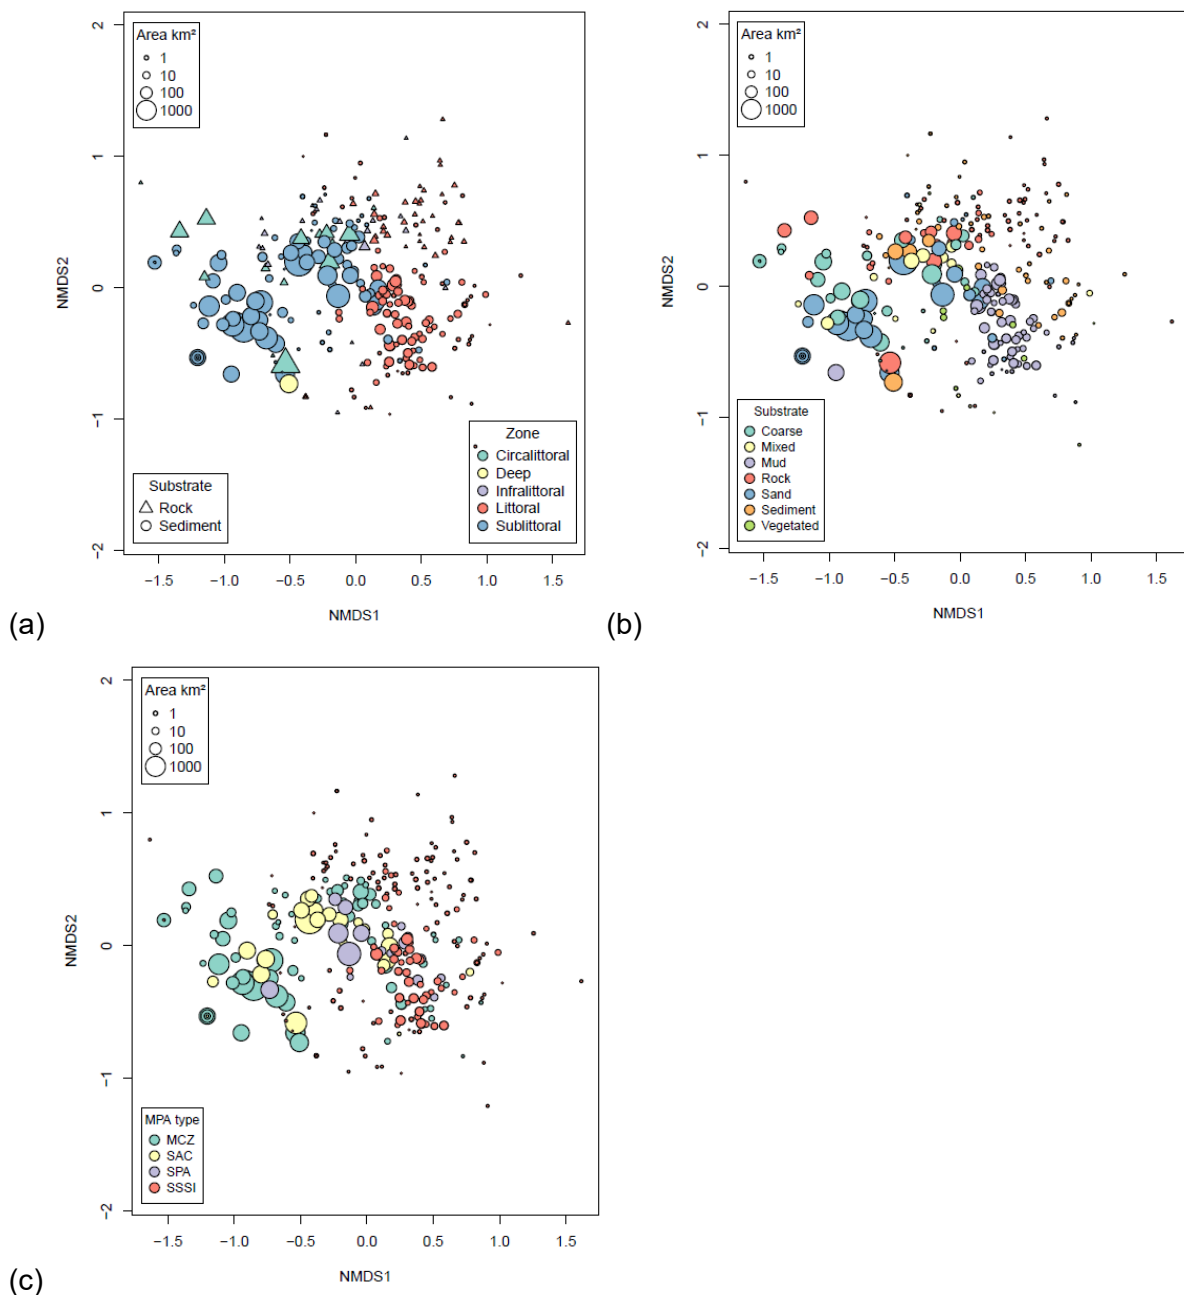 Area km²
1
10
100
1000
2
1
0
−1
−2
NMDS2
Substrate
Rock
Sediment
Zone
Circalittoral
Deep
Infralittoral
Littoral
Sublittoral
−1.5 −1.0 −0.5 0.0 0.5 1.0 1.5
NMDS1
(a)
Area km²
1
10
100
1000
2
1
0
−1
−2
NMDS2
Substrate
Coarse
Mixed
Mud
Rock
Sand
Sediment
Vegetated
−1.5 −1.0 −0.5 0.0 0.5 1.0 1.5
NMDS1
(b)
Area km²
1
10
100
1000
2
1
0
−1
−2
NMDS2
MPA type
MCZ
SAC
SPA
SSSI
−1.5 −1.0 −0.5 0.0 0.5 1.0 1.5
NMDS1
(c)